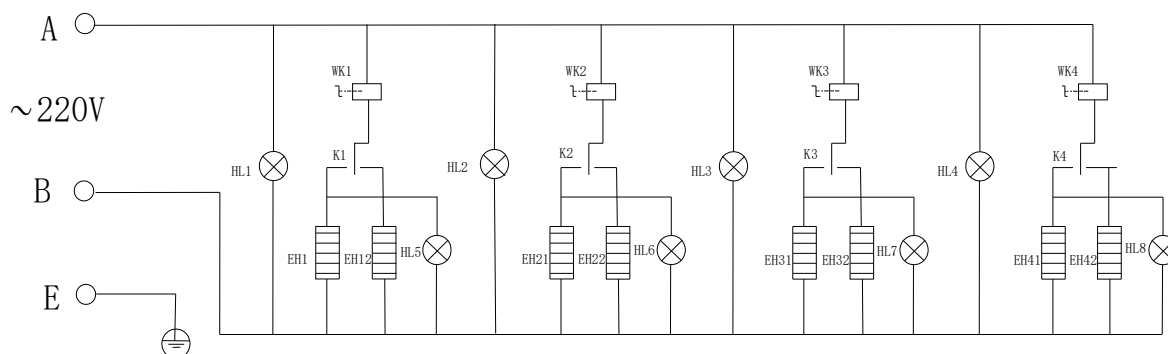 A
~220V
B
E
WK1
WK2
WK3
WK4
HL1
K1
HL2
K2
HL3
K3
HL4
K4
EH1
EH12
HL5
EH21
EH22
HL6
EH31
EH32
HL7
EH41
EH42
HL8